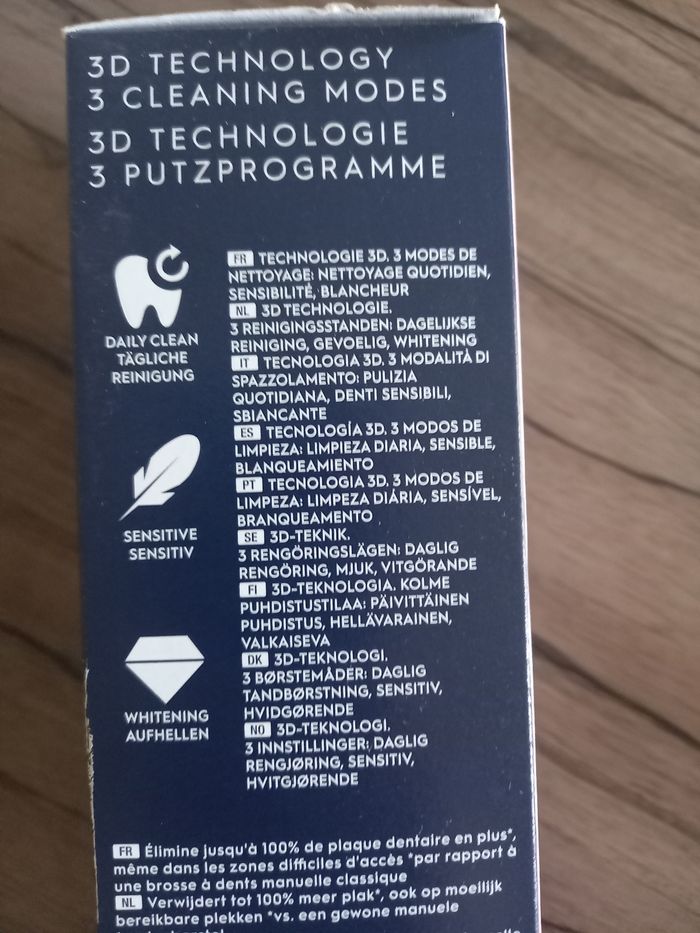 3D TECHNOLOGY
3 CLEANING MODES
3D TECHNOLOGIE
3 PUTZPROGRAMME
DAILY CLEAN
TÄGLICHE
REINIGUNG
SENSITIVE
SENSITIV
WHITENING
AUFHELLEN
FR TECHNOLOGIE 3D. 3 MODES DE
NETTOYAGE: NETTOYAGE QUOTIDIEN,
SENSIBILITÉ, BLANCHEUR
NL 3D TECHNOLOGIE.
3 REINIGINGSSTANDEN: DAGELIJKSE
REINIGING, GEVOELIG, WHITENING
IT TECNOLOGIA 3D. 3 MODALITÀ DI
SPAZZOLAMENTO: PULIZIA
QUOTIDIANA, DENTI SENSIBILI,
SBIANCANTE
ES TECNOLOGÍA 3D. 3 MODOS DE
LIMPIEZA: LIMPIEZA DIARIA, SENSIBLE,
BLANQUEAMIENTO
PT TECNOLOGIA 3D. 3 MODOS DE
LIMPEZA: LIMPEZA DIÁRIA, SENSÍVEL,
BRANQUEAMENTO
SE 3D-TEKNIK.
3 RENGÖRINGSLÄGEN: DAGLIG
RENGÖRING, MJUK, VITGÖRANDE
FI 3D-TEKNOLOGIA. KOLME
PUHDISTUSTILAA: PÄIVITTÄINEN
PUHDISTUS, HELLÄVARAINEN,
VALKAISEVA
DK 3D-TEKNOLOGI.
3 BØRSTEMÅDER: DAGLIG
TANDBØRSTNING, SENSITIV,
HVIDGØRENDE
NO 3D-TEKNOLOGI.
3 INNSTILLINGER: DAGLIG
RENGJØRING, SENSITIV,
HVITGJØRENDE
FR Élimine jusqu'à 100% de plaque dentaire en plus*,
même dans les zones difficiles d'accès *par rapport à
une brosse à dents manuelle classique
NL Verwijdert tot 100% meer plak*, ook op moeilijk
bereikbare plekken *vs. een gewone manuele